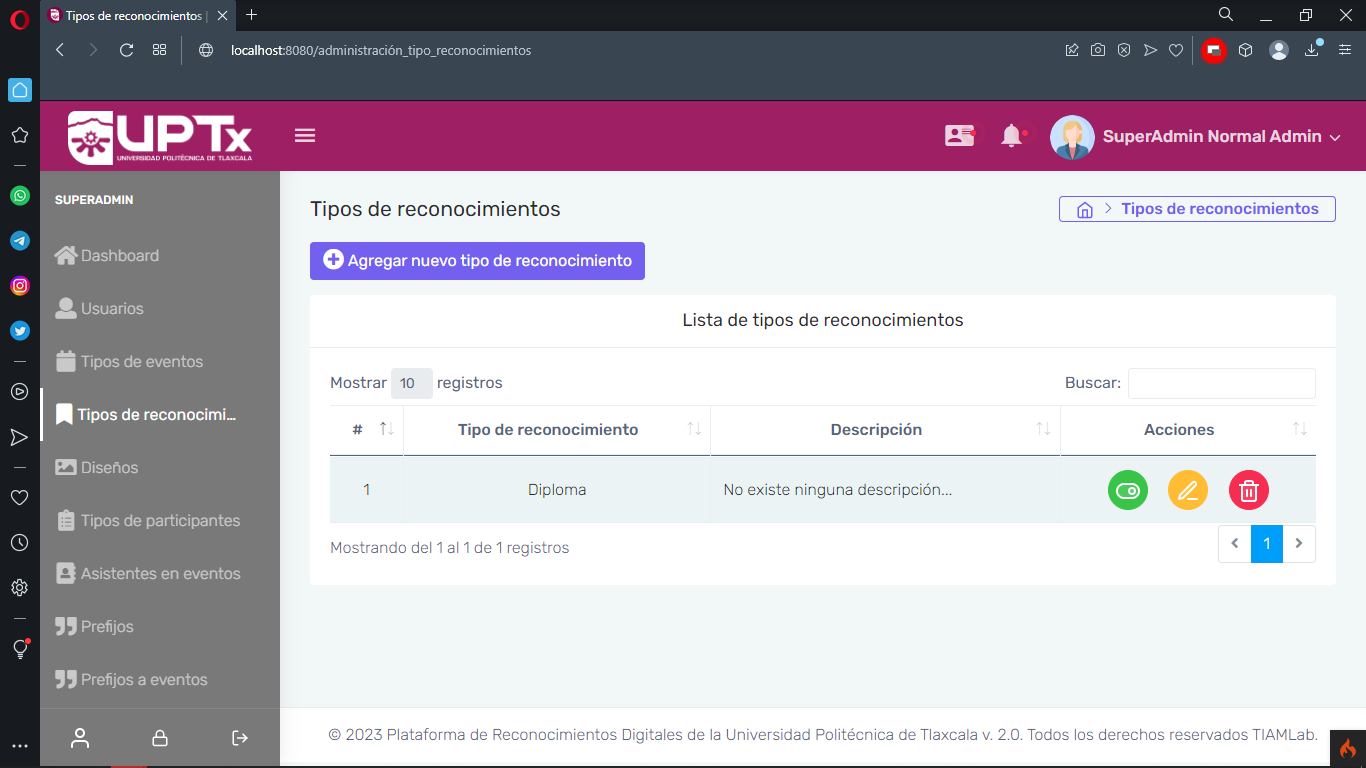 Tipos de reconocimientos |
localhost:8080/administración_tipo_reconocimientos
UPTx
UNIVERSIDAD POLITÉCNICA DE TLAXCALA
SuperAdmin Normal Admin
SUPERADMIN
Dashboard
Usuarios
Tipos de eventos
Tipos de reconocimi...
Diseños
Tipos de participantes
Asistentes en eventos
Prefijos
Prefijos a eventos
Tipos de reconocimientos
> Tipos de reconocimientos
Agregar nuevo tipo de reconocimiento
Lista de tipos de reconocimientos
Mostrar 10 registros
Buscar:
# Tipo de reconocimiento Descripción Acciones
1 Diploma No existe ninguna descripción...
Mostrando del 1 al 1 de 1 registros
1
© 2023 Plataforma de Reconocimientos Digitales de la Universidad Politécnica de Tlaxcala v. 2.0. Todos los derechos reservados TIAMLab.